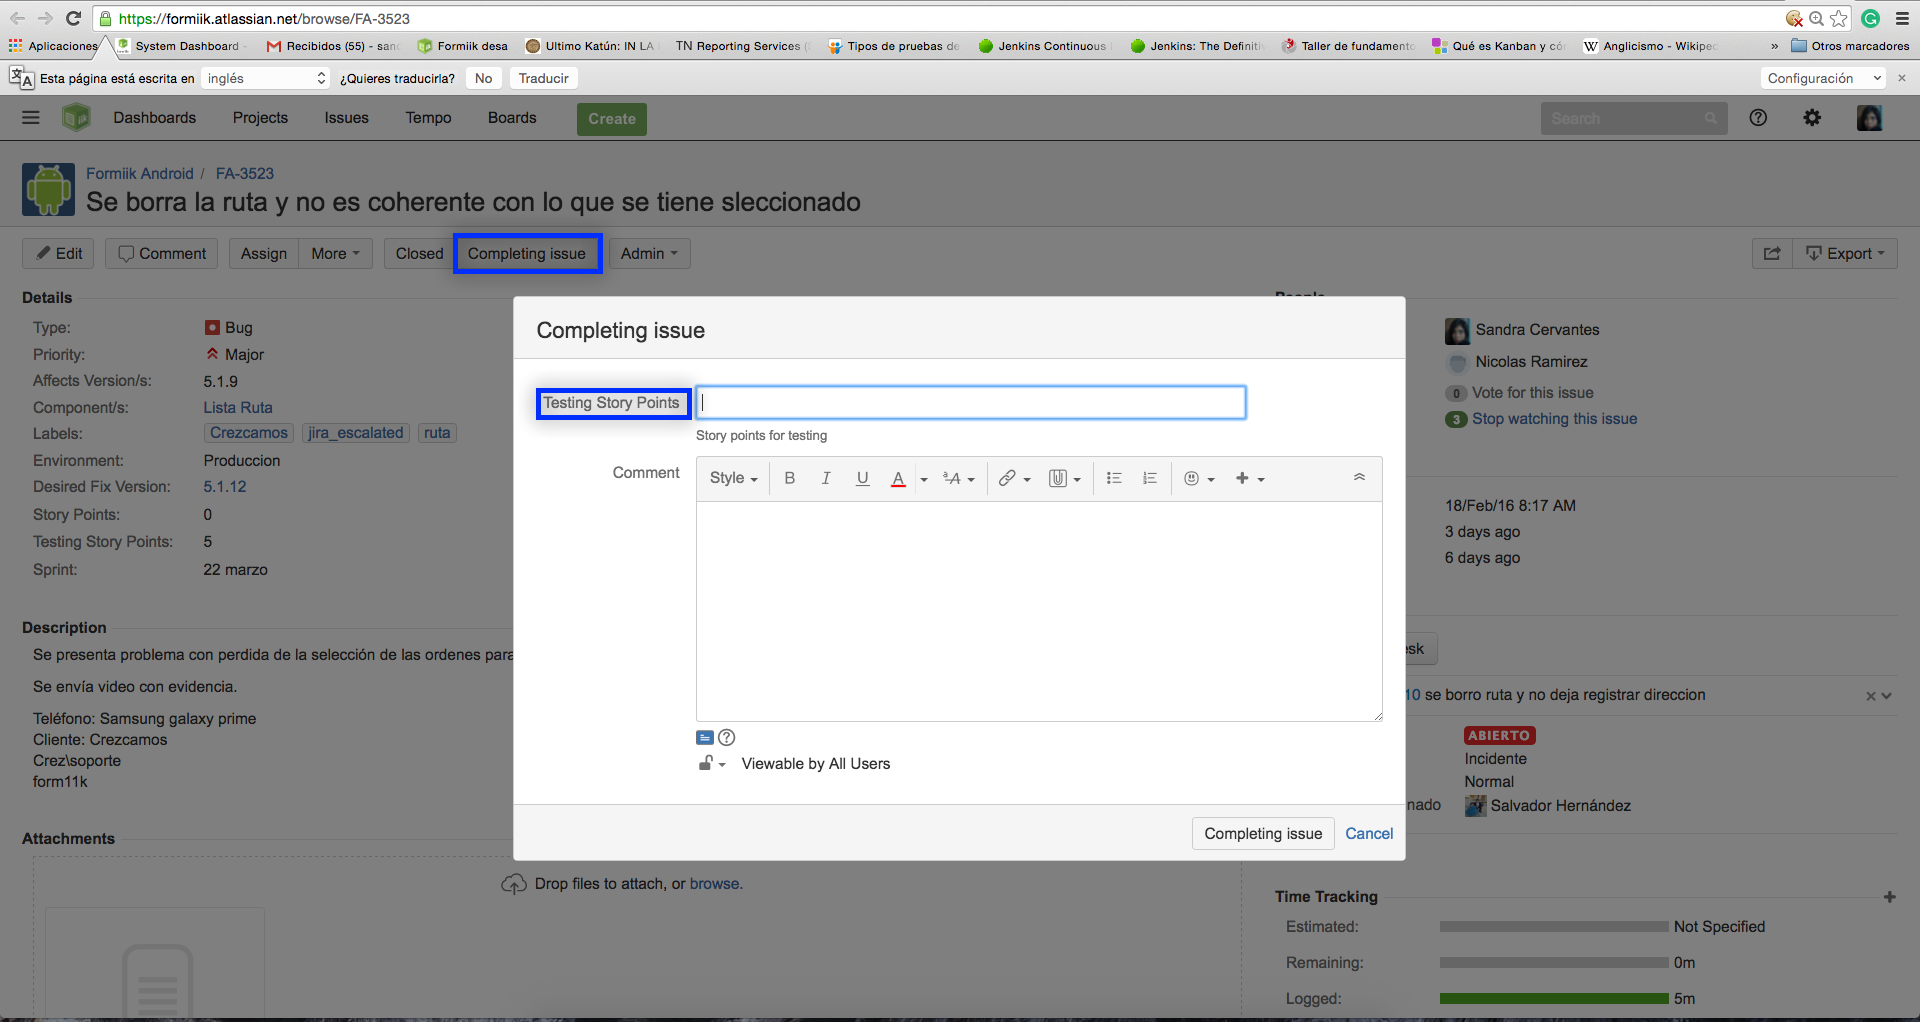 https://formiik.atlassian.net/browse/FA-3523
Aplicaciones
System Dashboard
Recibidos (55) - san
Formiik desa
Ultimo Katún: IN LA
TN Reporting Services
Tipos de pruebas de
Jenkins Continuous
Jenkins: The Definiti
Taller de fundamento
Qué es Kanban y có
W Anglicismo - Wikiped
» Otros marcadores
Esta página está escrita en inglés ¿Quieres traducirla? No Traducir Configuración ×
Dashboards Projects Issues Tempo Boards Create Search
Formiik Android / FA-3523
Se borra la ruta y no es coherente con lo que se tiene sleccionado
Edit Comment Assign More Closed Completing issue Admin Export
Details
Type: Bug
Priority: Major
Affects Version/s: 5.1.9
Component/s: Lista Ruta
Labels: Crezcamos jira_escalated ruta
Environment: Produccion
Desired Fix Version: 5.1.12
Story Points: 0
Testing Story Points: 5
Sprint: 22 marzo
Description
Se presenta problema con perdida de la selección de las ordenes para
Se envía video con evidencia.
Teléfono: Samsung galaxy prime
Cliente: Crezcamos
Crez\soporte
form11k
Attachments
Drop files to attach, or browse.
Completing issue
Testing Story Points
Story points for testing
Comment
Style B I U A
Viewable by All Users
Completing issue Cancel
Sandra Cervantes
Nicolas Ramirez
0 Vote for this issue
3 Stop watching this issue
18/Feb/16 8:17 AM
3 days ago
6 days ago
esk
10 se borro ruta y no deja registrar direccion
ABIERTO
Incidente
Normal
nado Salvador Hernández
Time Tracking
Estimated: Not Specified
Remaining: 0m
Logged: 5m